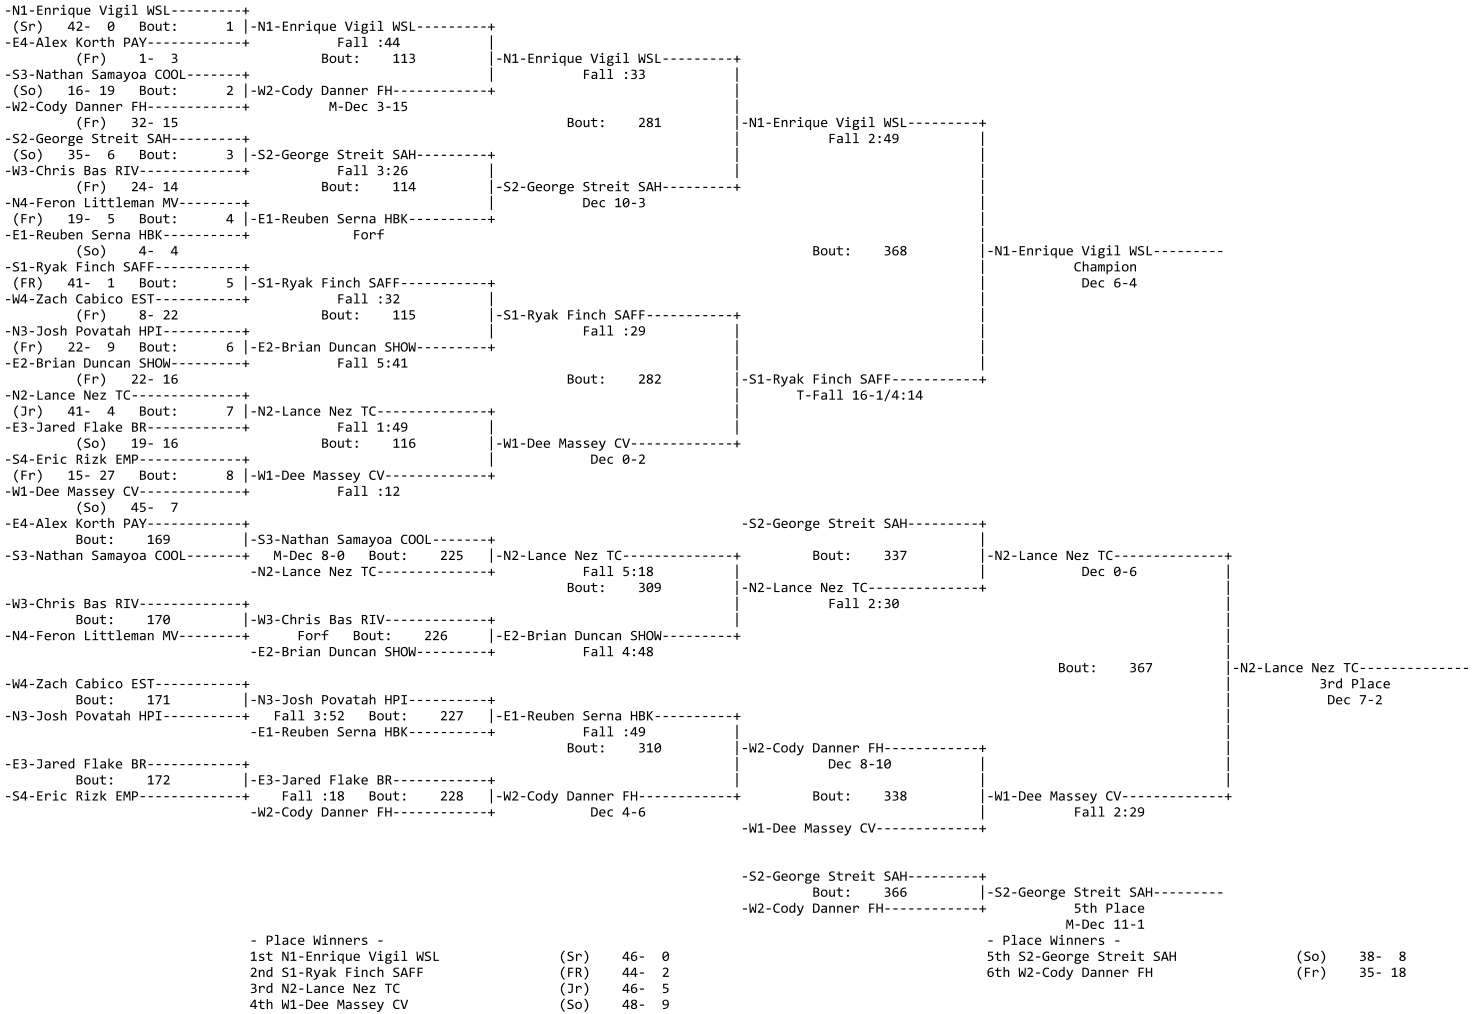 -N1-Enrique Vigil WSL---------+
(Sr) 42- 0 Bout: 1 |-N1-Enrique Vigil WSL---------+
-E4-Alex Korth PAY------------+ Fall :44 |
(Fr) 1- 3 Bout: 113 |-N1-Enrique Vigil WSL---------+
-S3-Nathan Samayoa COOL-------+ | Fall :33 |
(So) 16- 19 Bout: 2 |-W2-Cody Danner FH------------+ |
-W2-Cody Danner FH------------+ M-Dec 3-15 |
(Fr) 32- 15 Bout: 281 |-N1-Enrique Vigil WSL---------+
-S2-George Streit SAH---------+ | Fall 2:49 |
(So) 35- 6 Bout: 3 |-S2-George Streit SAH---------+ | |
-W3-Chris Bas RIV-------------+ Fall 3:26 | | |
(Fr) 24- 14 Bout: 114 |-S2-George Streit SAH---------+ |
-N4-Feron Littleman MV--------+ | Dec 10-3 |
(Fr) 19- 5 Bout: 4 |-E1-Reuben Serna HBK----------+ |
-E1-Reuben Serna HBK----------+ Forf |
(So) 4- 4 Bout: 368 |-N1-Enrique Vigil WSL---------
-S1-Ryak Finch SAFF-----------+ | Champion
(FR) 41- 1 Bout: 5 |-S1-Ryak Finch SAFF-----------+ | Dec 6-4
-W4-Zach Cabico EST-----------+ Fall :32 | |
(Fr) 8- 22 Bout: 115 |-S1-Ryak Finch SAFF-----------+ |
-N3-Josh Povatah HPI----------+ | Fall :29 | |
(Fr) 22- 9 Bout: 6 |-E2-Brian Duncan SHOW---------+ | |
-E2-Brian Duncan SHOW---------+ Fall 5:41 | |
(Fr) 22- 16 Bout: 282 |-S1-Ryak Finch SAFF-----------+
-N2-Lance Nez TC--------------+ | T-Fall 16-1/4:14
(Jr) 41- 4 Bout: 7 |-N2-Lance Nez TC--------------+ |
-E3-Jared Flake BR------------+ Fall 1:49 | |
(So) 19- 16 Bout: 116 |-W1-Dee Massey CV-------------+
-S4-Eric Rizk EMP-------------+ | Dec 0-2
(Fr) 15- 27 Bout: 8 |-W1-Dee Massey CV-------------+
-W1-Dee Massey CV-------------+ Fall :12
(So) 45- 7
-E4-Alex Korth PAY------------+ -S2-George Streit SAH---------+
Bout: 169 |-S3-Nathan Samayoa COOL-------+ |
-S3-Nathan Samayoa COOL-------+ M-Dec 8-0 Bout: 225 |-N2-Lance Nez TC--------------+ Bout: 337 |-N2-Lance Nez TC--------------+
-N2-Lance Nez TC--------------+ Fall 5:18 | | Dec 0-6 |
Bout: 309 |-N2-Lance Nez TC--------------+ |
-W3-Chris Bas RIV-------------+ | Fall 2:30 |
Bout: 170 |-W3-Chris Bas RIV-------------+ | |
-N4-Feron Littleman MV--------+ Forf Bout: 226 |-E2-Brian Duncan SHOW---------+ |
-E2-Brian Duncan SHOW---------+ Fall 4:48 |
Bout: 367 |-N2-Lance Nez TC--------------
-W4-Zach Cabico EST-----------+ | 3rd Place
Bout: 171 |-N3-Josh Povatah HPI----------+ | Dec 7-2
-N3-Josh Povatah HPI----------+ Fall 3:52 Bout: 227 |-E1-Reuben Serna HBK----------+ |
-E1-Reuben Serna HBK----------+ Fall :49 | |
Bout: 310 |-W2-Cody Danner FH------------+ |
-E3-Jared Flake BR------------+ | Dec 8-10 | |
Bout: 172 |-E3-Jared Flake BR------------+ | | |
-S4-Eric Rizk EMP-------------+ Fall :18 Bout: 228 |-W2-Cody Danner FH------------+ Bout: 338 |-W1-Dee Massey CV-------------+
-W2-Cody Danner FH------------+ Dec 4-6 | Fall 2:29
-W1-Dee Massey CV-------------+
-S2-George Streit SAH---------+
Bout: 366 |-S2-George Streit SAH---------
-W2-Cody Danner FH------------+ 5th Place
M-Dec 11-1
- Place Winners - - Place Winners -
1st N1-Enrique Vigil WSL (Sr) 46- 0 5th S2-George Streit SAH (So) 38- 8
2nd S1-Ryak Finch SAFF (FR) 44- 2 6th W2-Cody Danner FH (Fr) 35- 18
3rd N2-Lance Nez TC (Jr) 46- 5
4th W1-Dee Massey CV (So) 48- 9